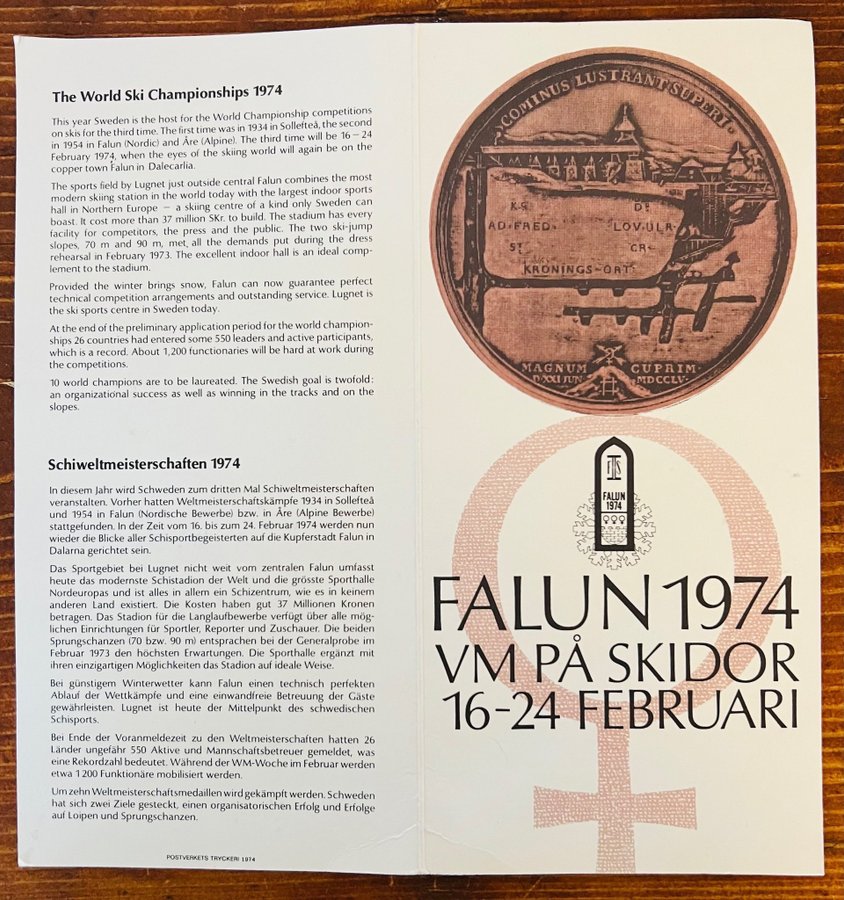 The World Ski Championships 1974
This year Sweden is the host for the World Championship competitions
on skis for the third time. The first time was in 1934 in Sollefteå, the second
in 1954 in Falun (Nordic) and Åre (Alpine). The third time will be 16–24
February 1974, when the eyes of the skiing world will again be on the
copper town Falun in Dalecarlia.
The sports field by Lugnet just outside central Falun combines the most
modern skiing station in the world today with the largest indoor sports
hall in Northern Europe – a skiing centre of a kind only Sweden can
boast. It cost more than 37 million SKr. to build. The stadium has every
facility for competitors, the press and the public. The two ski-jump
slopes, 70 m and 90 m, met all the demands put during the dress
rehearsal in February 1973. The excellent indoor hall is an ideal comp-
lement to the stadium.
Provided the winter brings snow, Falun can now guarantee perfect
technical competition arrangements and outstanding service. Lugnet is
the ski sports centre in Sweden today.
At the end of the preliminary application period for the world champion-
ships 26 countries had entered some 550 leaders and active participants,
which is a record. About 1,200 functionaries will be hard at work during
the competitions.
10 world champions are to be laureated. The Swedish goal is twofold:
an organizational success as well as winning in the tracks and on the
slopes.
Schiweltmeisterschaften 1974
In diesem Jahr wird Schweden zum dritten Mal Schiweltmeisterschaften
veranstalten. Vorher hatten Weltmeisterschaftskämpfe 1934 in Sollefteå
und 1954 in Falun (Nordische Bewerbe) bzw. in Åre (Alpine Bewerbe)
stattgefunden. In der Zeit vom 16. bis zum 24. Februar 1974 werden nun
wieder die Blicke aller Schisportbegeisterten auf die Kupferstadt Falun in
Dalarna gerichtet sein.
Das Sportgebiet bei Lugnet nicht weit vom zentralen Falun umfasst
heute das modernste Schistadion der Welt und die grösste Sporthalle
Nordeuropas und ist alles in allem ein Schizentrum, wie es in keinem
anderen Land existiert. Die Kosten haben gut 37 Millionen Kronen
betragen. Das Stadion für die Langlaufbewerbe verfügt über alle mög-
lichen Einrichtungen für Sportler, Reporter und Zuschauer. Die beiden
Sprungschanzen (70 bzw. 90 m) entsprachen bei der Generalprobe im
Februar 1973 den höchsten Erwartungen. Die Sporthalle ergänzt mit
ihren einzigartigen Möglichkeiten das Stadion auf ideale Weise.
Bei günstigem Winterwetter kann Falun einen technisch perfekten
Ablauf der Wettkämpfe und eine einwandfreie Betreuung der Gäste
gewährleisten. Lugnet ist heute der Mittelpunkt des schwedischen
Schisports.
Bei Ende der Voranmeldezeit zu den Weltmeisterschaften hatten 26
Länder ungefähr 550 Aktive und Mannschaftsbetreuer gemeldet, was
eine Rekordzahl bedeutet. Während der WM-Woche im Februar werden
etwa 1 200 Funktionäre mobilisiert werden.
Um zehn Weltmeisterschaftsmedaillen wird gekämpft werden. Schweden
hat sich zwei Ziele gesteckt, einen organisatorischen Erfolg und Erfolge
auf Loipen und Sprungschanzen.
POSTVERKETS TRYCKERI 1974
COMINUS LUSTRANT SUPERI.
K.G. DR
AD·FRED. LOV·ULR.
ST. GR.
KRÖNINGS-ORT
MAGNUM CUPRIM.
D·XXI JUN· MDCCLV.
FIS
FALUN
1974
FALUN 1974
VM PÅ SKIDOR
16-24 FEBRUARI